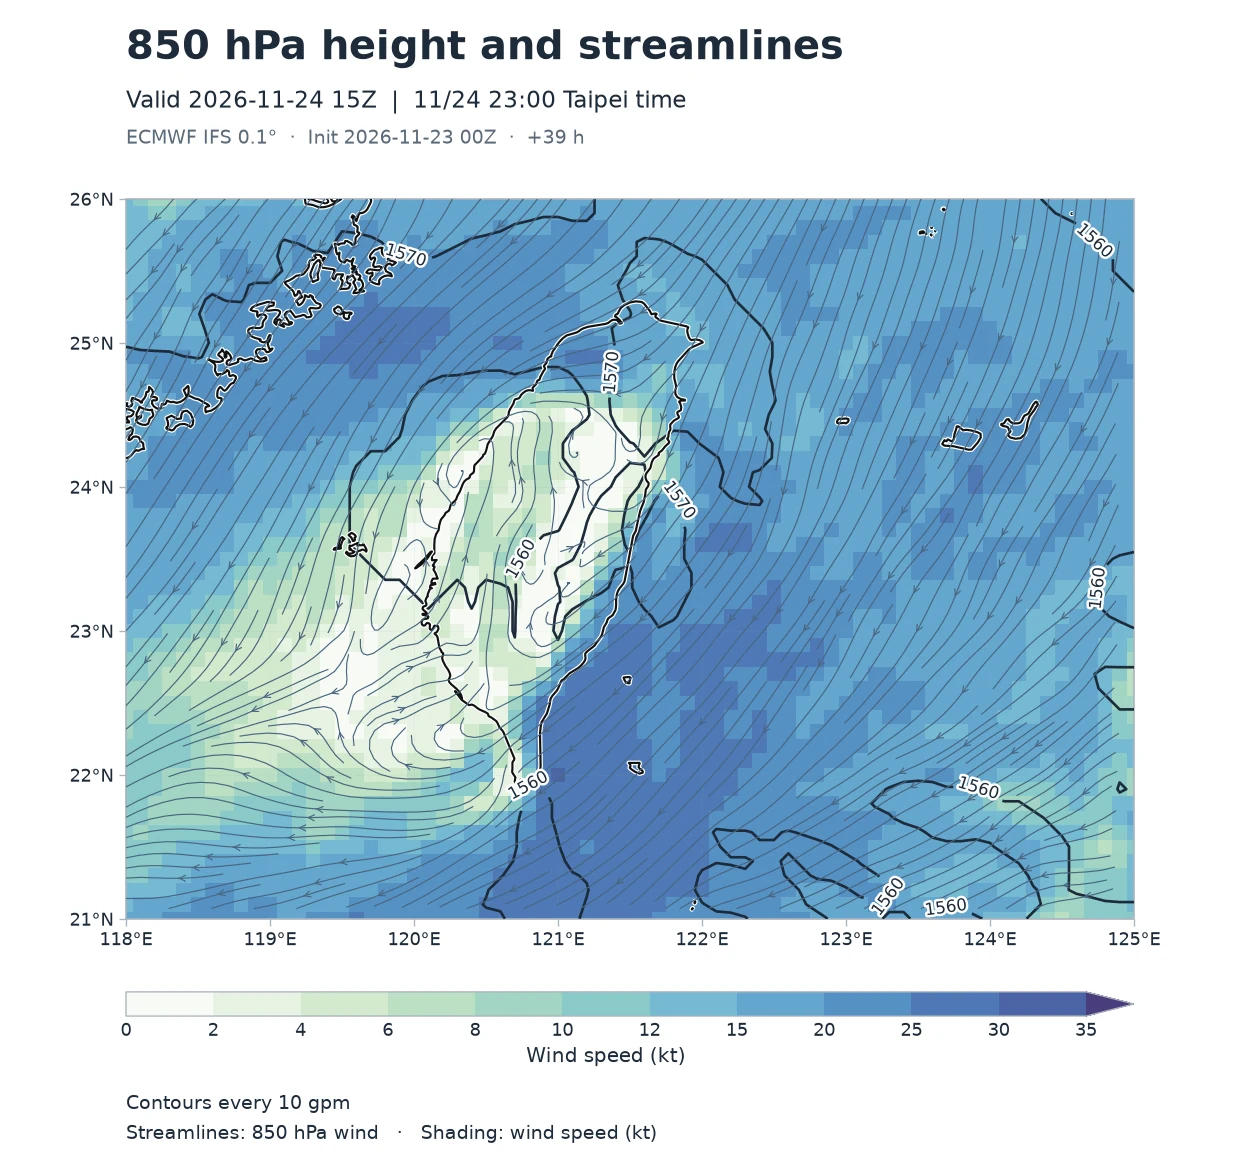 850 hPa height and streamlines
Valid 2026-11-24 15Z | 11/24 23:00 Taipei time
ECMWF IFS 0.1° · Init 2026-11-23 00Z · +39 h
26°N
25°N
24°N
23°N
22°N
21°N
1570
1560
1570
1570
1560
1560
1560
1560
1560
1560
118°E 119°E 120°E 121°E 122°E 123°E 124°E 125°E
0 2 4 6 8 10 12 15 20 25 30 35
Wind speed (kt)
Contours every 10 gpm
Streamlines: 850 hPa wind · Shading: wind speed (kt)